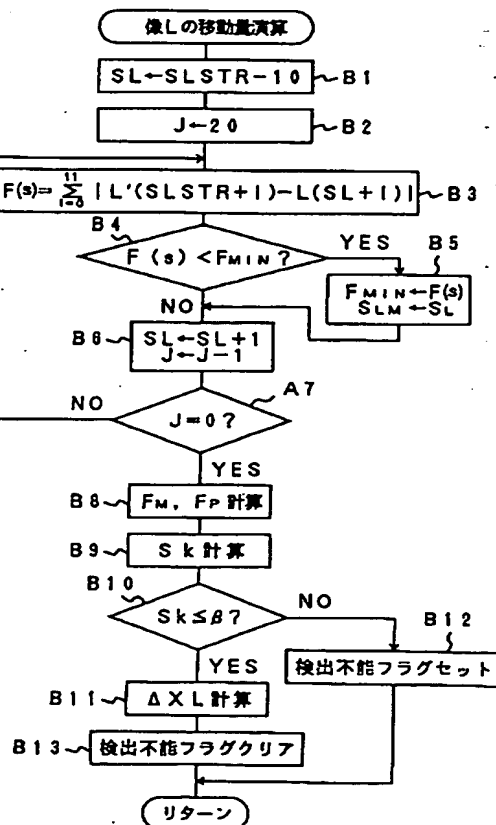 像Lの移動量演算
SL←SLSTR-10
B1
J←20
B2
F(s)= 11 Σ I=0 |L'(SLSTR+I)-L(SL+I)|
B3
B4
F(s)<FMIN?
YES
B5
FMIN←F(s)
SLM←SL
NO
B6
SL←SL+1
J←J-1
NO
A7
J=0?
YES
B8
FM, FP 計算
B9
Sk計算
B10
Sk≤β?
NO
B12
検出不能フラグセット
YES
B11
ΔXL計算
B13
検出不能フラグクリア
リターン